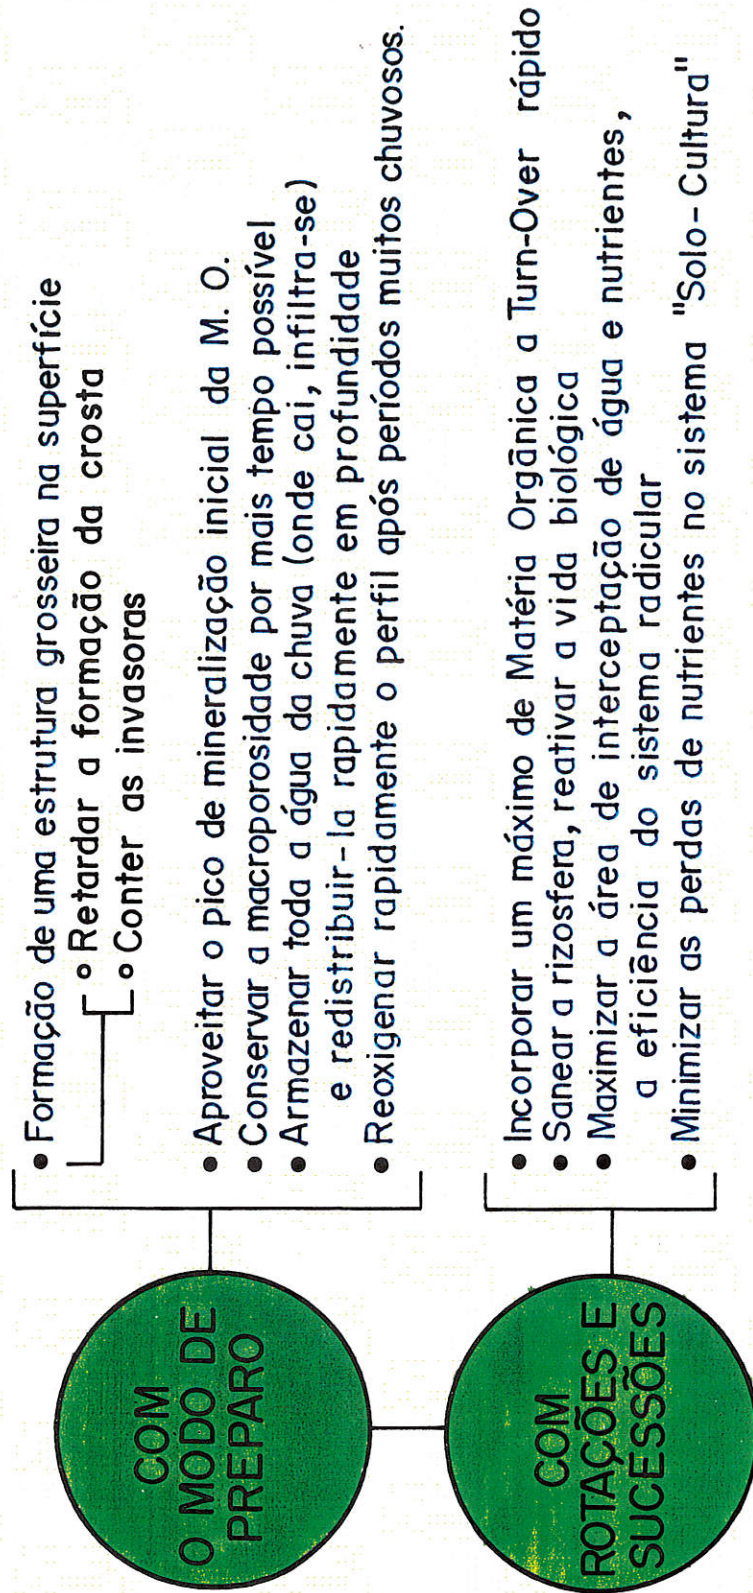 COM
O MODO DE
PREPARO
• Formação de uma estrutura grosseira na superfície
° Retardar a formação da crosta
° Conter as invasoras
• Aproveitar o pico de mineralização inicial da M. O.
• Conservar a macroporosidade por mais tempo possível
• Armazenar toda a água da chuva (onde cai, infiltra-se)
e redistribuir-la rapidamente em profundidade
• Reoxigenar rapidamente o perfil após períodos muitos chuvosos.
COM
ROTAÇÕES E
SUCESSÕES
• Incorporar um máximo de Matéria Orgânica a Turn-Over rápido
• Sanear a rizosfera, reativar a vida biológica
• Maximizar a área de interceptação de água e nutrientes,
a eficiência do sistema radicular
• Minimizar as perdas de nutrientes no sistema "Solo-Cultura"